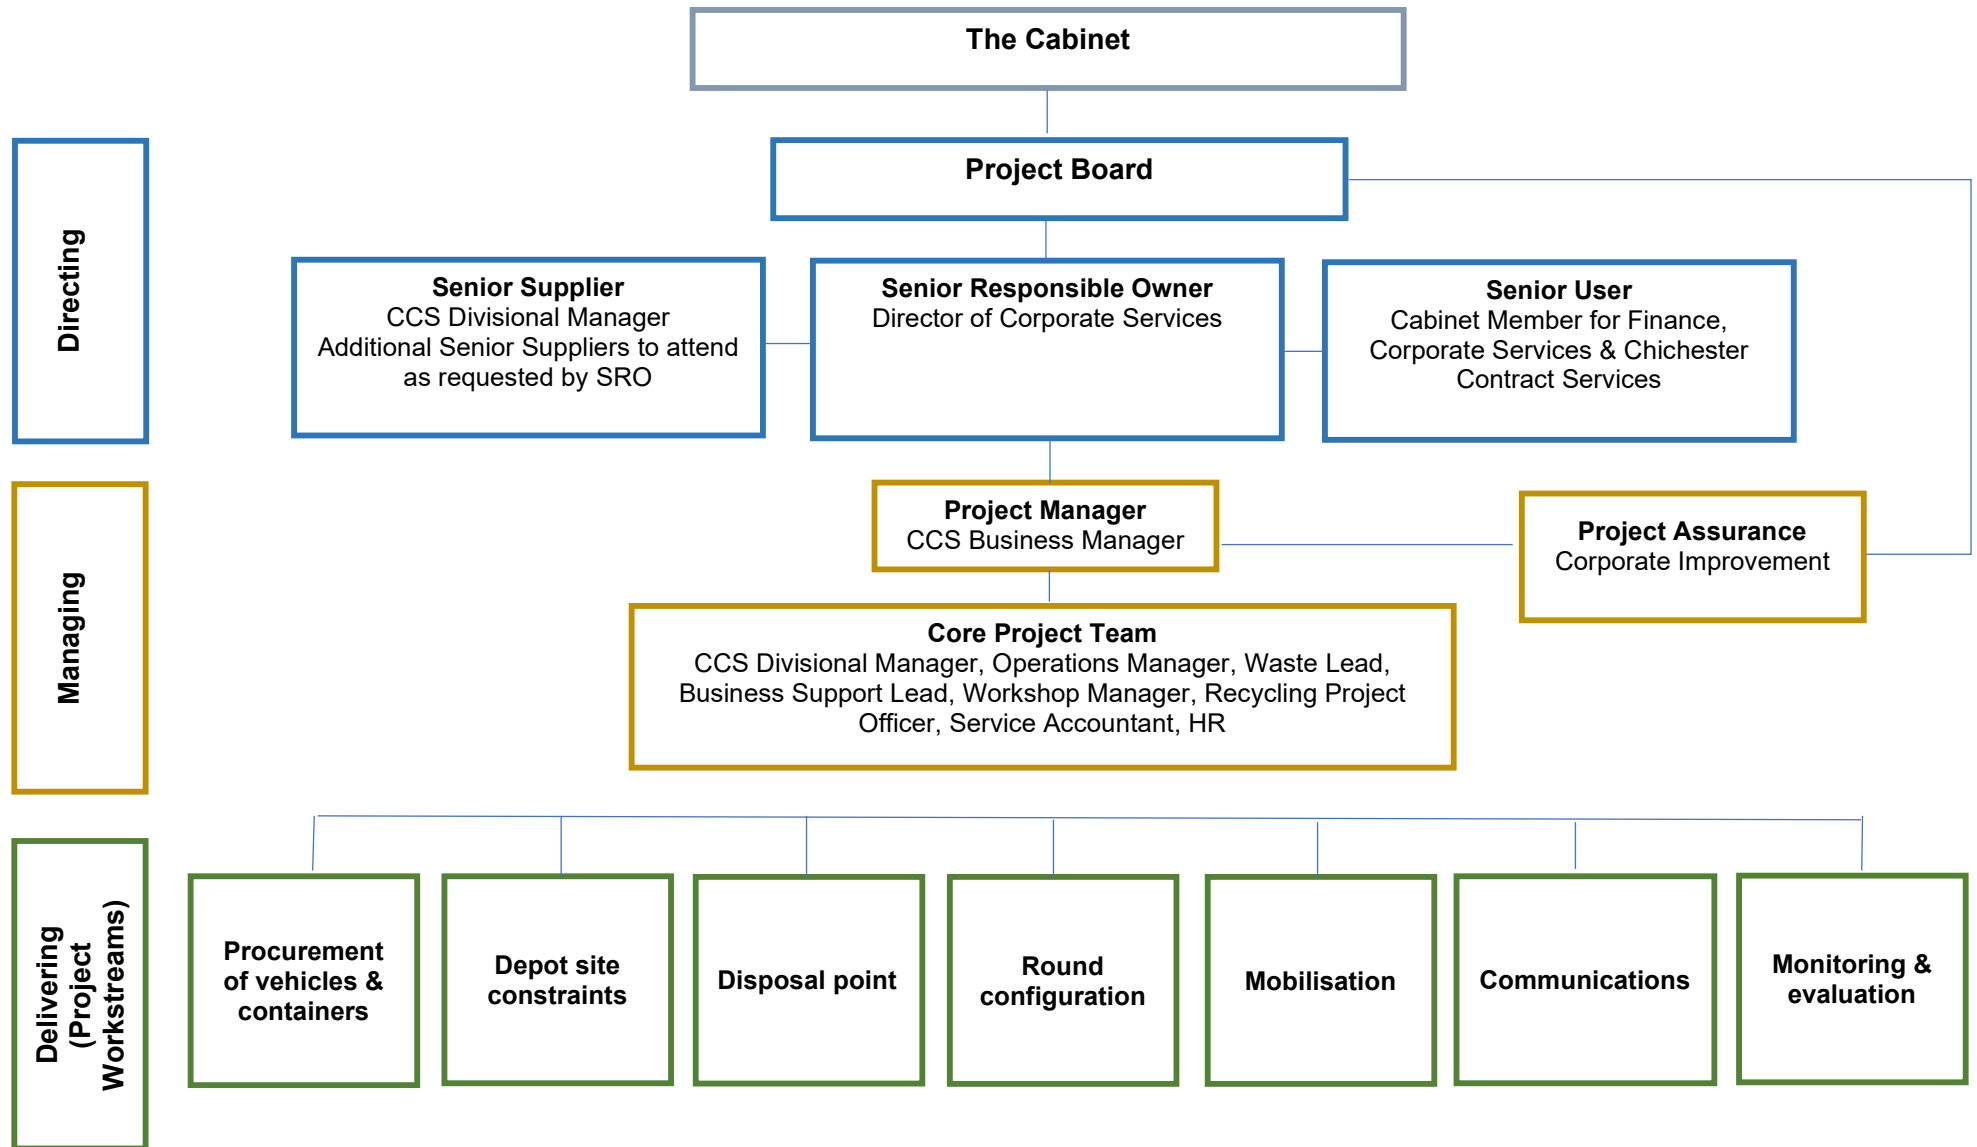 The Cabinet
Directing
Project Board
Senior Supplier
CCS Divisional Manager
Additional Senior Suppliers to attend
as requested by SRO
Senior Responsible Owner
Director of Corporate Services
Senior User
Cabinet Member for Finance,
Corporate Services & Chichester
Contract Services
Managing
Project Manager
CCS Business Manager
Project Assurance
Corporate Improvement
Core Project Team
CCS Divisional Manager, Operations Manager, Waste Lead,
Business Support Lead, Workshop Manager, Recycling Project
Officer, Service Accountant, HR
Delivering
(Project
Workstreams)
Procurement
of vehicles &
containers
Depot site
constraints
Disposal point
Round
configuration
Mobilisation
Communications
Monitoring &
evaluation